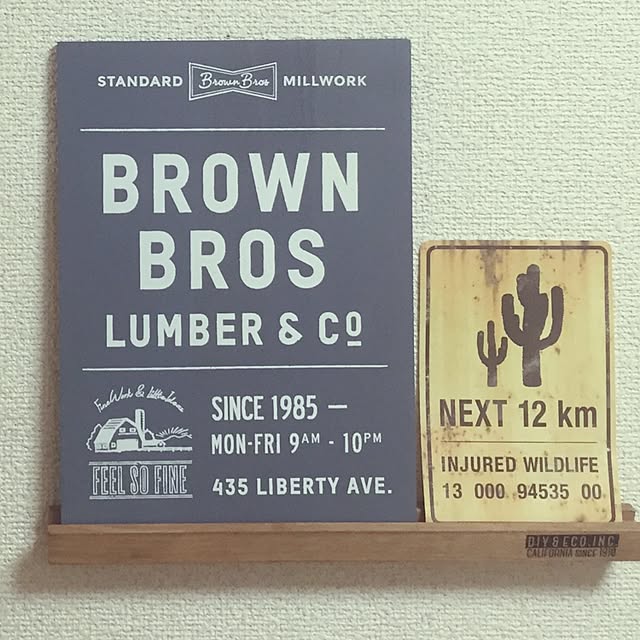 STANDARD Brown Bros MILLWORK
BROWN
BROS
LUMBER & Co
FEEL SO FINE
SINCE 1985 —
MON-FRI 9AM - 10PM
435 LIBERTY AVE.
NEXT 12 km
INJURED WILDLIFE
13 000 94535 00
DIY & ECO. INC.
CALIFORNIA SINCE 1910